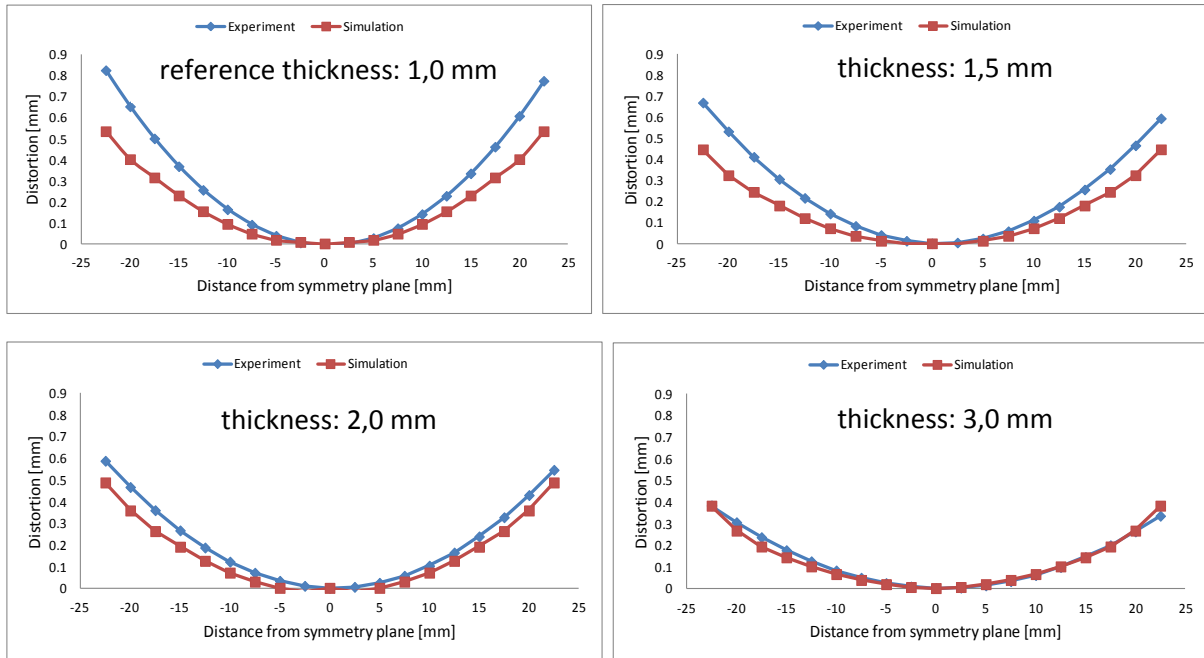 Experiment Simulation
reference thickness: 1,0 mm
Distortion [mm]
0.9
0.8
0.7
0.6
0.5
0.4
0.3
0.2
0.1
0
-25 -20 -15 -10 -5 0 5 10 15 20 25
Distance from symmetry plane [mm]
Experiment Simulation
thickness: 1,5 mm
Distortion [mm]
0.9
0.8
0.7
0.6
0.5
0.4
0.3
0.2
0.1
0
-25 -20 -15 -10 -5 0 5 10 15 20 25
Distance from symmetry plane [mm]
Experiment Simulation
thickness: 2,0 mm
Distortion [mm]
0.9
0.8
0.7
0.6
0.5
0.4
0.3
0.2
0.1
0
-25 -20 -15 -10 -5 0 5 10 15 20 25
Distance from symmetry plane [mm]
Experiment Simulation
thickness: 3,0 mm
Distortion [mm]
0.9
0.8
0.7
0.6
0.5
0.4
0.3
0.2
0.1
0
-25 -20 -15 -10 -5 0 5 10 15 20 25
Distance from symmetry plane [mm]